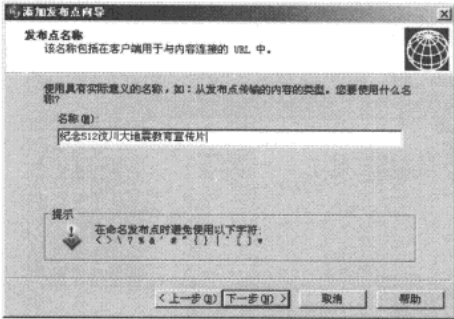 添加发布点向导
发布点名称
该名称包括在客户端用于与内容连接的 URL 中。
使用具有实际意义的名称，如：从发布点传输的内容的类型。您要使用什么名
称?
名称(N):
纪念512汶川大地震教育宣传片
提示
在命名发布点时避免使用以下字符:
< > \ ? % & ' # " { } | ^ [ ] *
< 上一步(B) 下一步(N) > 取消 帮助